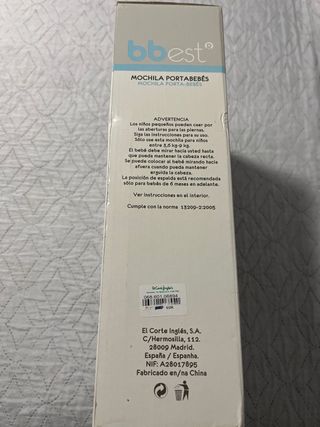 bbest
MOCHILA PORTABEBÉS
MOCHILA PORTA-BEBÉS
ADVERTENCIA
Los niños pequeños pueden caer por
las aberturas para las piernas.
Siga las instrucciones para su uso.
Sólo use esta mochila para niños
entre 3,6 kg-9 kg.
El bebé debe mirar hacia usted hasta
que pueda mantener la cabeza recta.
Se puede colocar al bebé mirando hacia
afuera cuando pueda mantener
erguida la cabeza.
La posición de espalda está recomendada
sólo para bebés de 6 meses en adelante.
Ver instrucciones en el interior.
Cumple con la norma 13209-2:2005
El Corte Inglés
El Corte Inglés, S.A.
C/Hermosilla, 112.
28009 Madrid.
España / Espanha.
NIF: A28017895
Fabricado en/na China